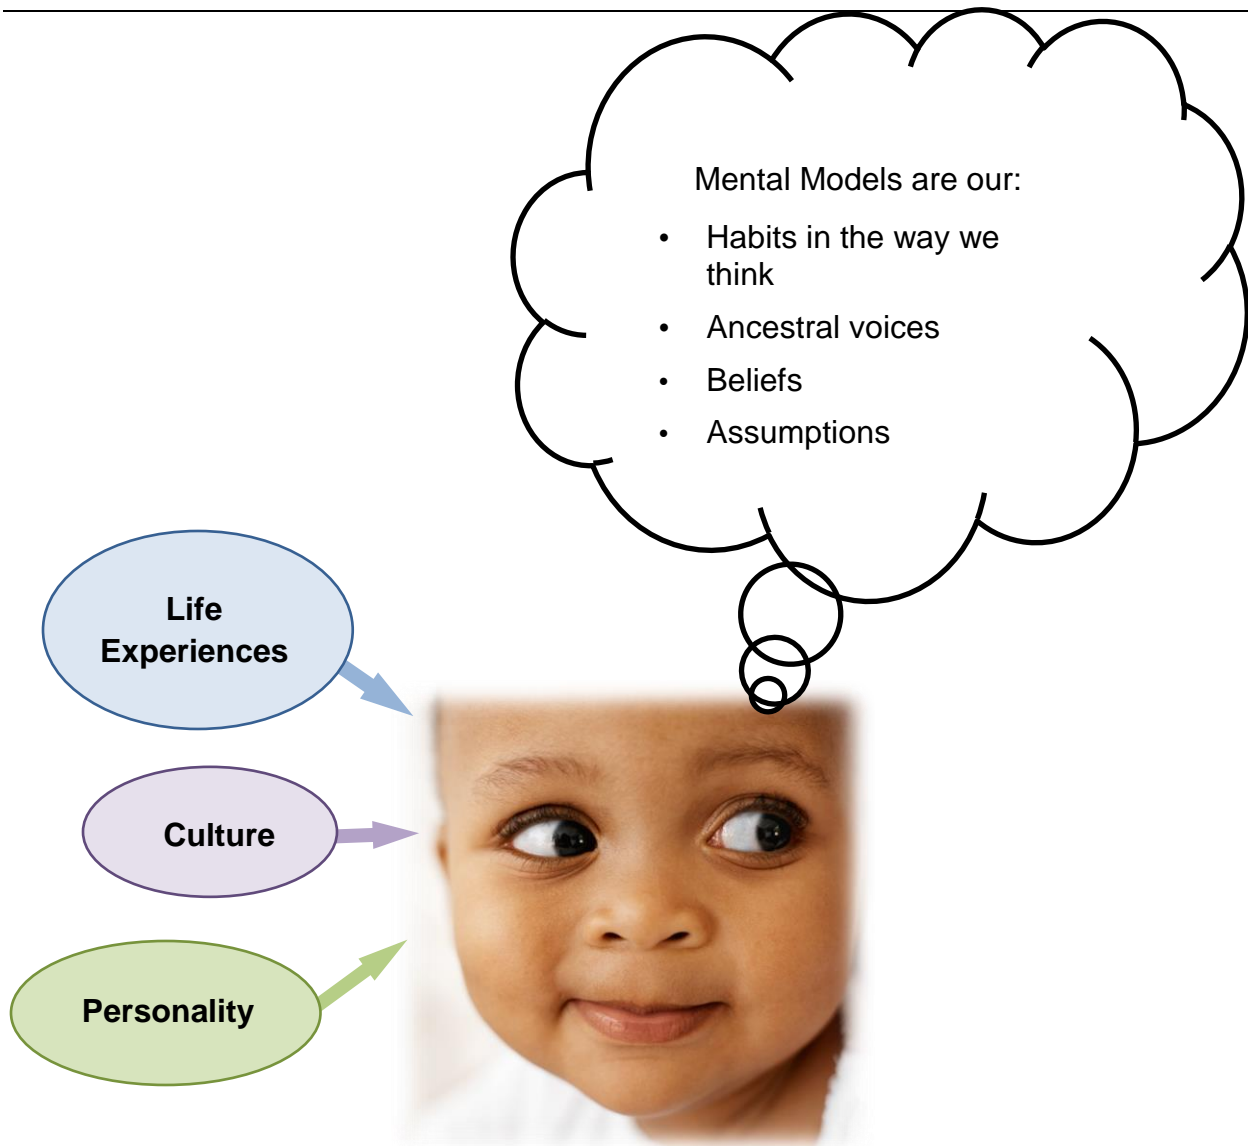 Mental Models are our:
• Habits in the way we
think
• Ancestral voices
• Beliefs
• Assumptions
Life
Experiences
Culture
Personality